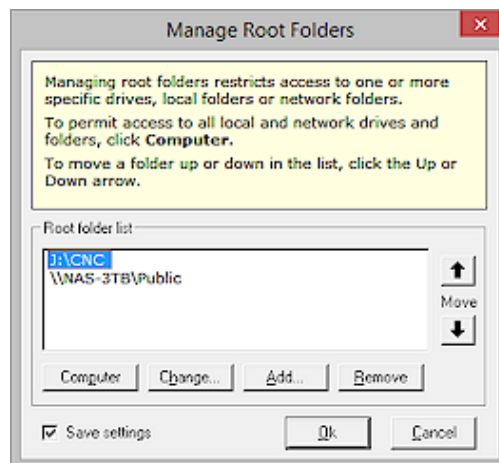 Manage Root Folders
Managing root folders restricts access to one or more
specific drives, local folders or network folders.
To permit access to all local and network drives and
folders, click Computer.
To move a folder up or down in the list, click the Up or
Down arrow.
Root folder list
J:\CNC
\\NAS-3TB\Public
Move
Computer Change... Add... Remove
Save settings Ok Cancel